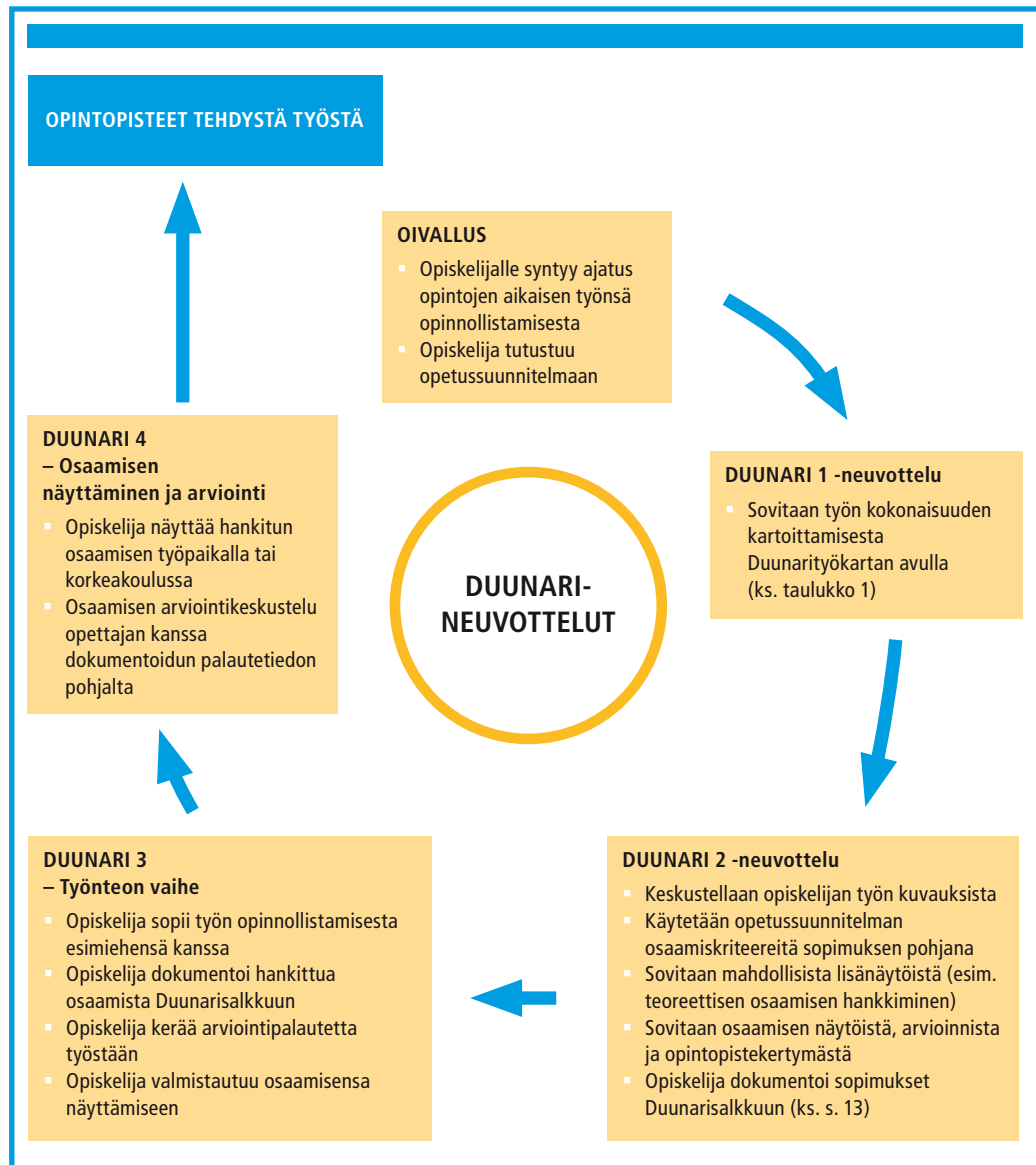 OPINTOPISTEET TEHDYSTÄ TYÖSTÄ
OIVALLUS
▪ Opiskelijalle syntyy ajatus
opintojen aikaisen työnsä
opinnollistamisesta
▪ Opiskelija tutustuu
opetussuunnitelmaan
DUUNARI 1 -neuvottelu
▪ Sovitaan työn kokonaisuuden
kartoittamisesta
Duunarityökartan avulla
(ks. taulukko 1)
DUUNARI 2 -neuvottelu
▪ Keskustellaan opiskelijan työn kuvauksista
▪ Käytetään opetussuunnitelman
osaamiskriteereitä sopimuksen pohjana
▪ Sovitaan mahdollisista lisänäytöistä (esim.
teoreettisen osaamisen hankkiminen)
▪ Sovitaan osaamisen näytöistä, arvioinnista
ja opintopistekertymästä
▪ Opiskelija dokumentoi sopimukset
Duunarisalkkuun (ks. s. 13)
DUUNARI 3
– Työnteon vaihe
▪ Opiskelija sopii työn opinnollistamisesta
esimiehensä kanssa
▪ Opiskelija dokumentoi hankittua
osaamista Duunarisalkkuun
▪ Opiskelija kerää arviointipalautetta
työstään
▪ Opiskelija valmistautuu osaamisensa
näyttämiseen
DUUNARI 4
– Osaamisen
näyttäminen ja arviointi
▪ Opiskelija näyttää hankitun
osaamisen työpaikalla tai
korkeakoulussa
▪ Osaamisen arviointikeskustelu
opettajan kanssa
dokumentoidun palautetiedon
pohjalta
DUUNARI-
NEUVOTTELUT